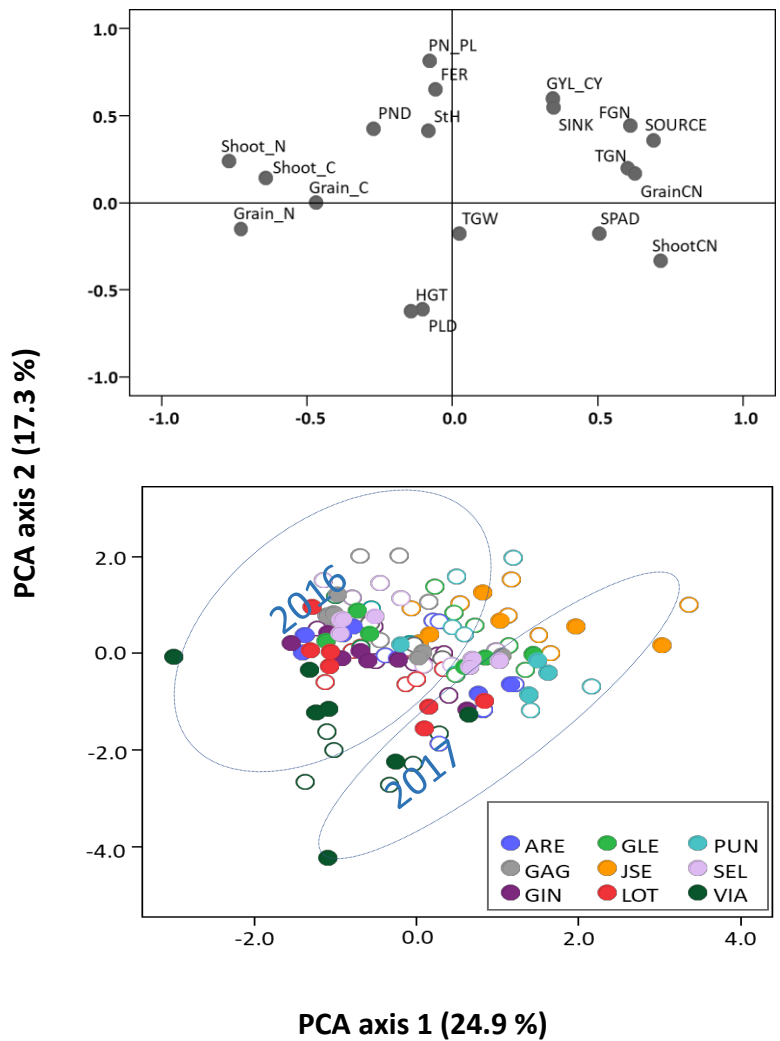 PCA axis 2 (17.3 %)
1.0
0.5
0.0
-0.5
-1.0
PN_PL
FER
GYL_CY
PND
StH
SINK
FGN
SOURCE
Shoot_N
Shoot_C
TGN
Grain_C
GrainCN
Grain_N
TGW
SPAD
ShootCN
HGT
PLD
-1.0 -0.5 0.0 0.5 1.0
2.0
0.0
-2.0
-4.0
2016
2017
ARE GLE PUN
GAG JSE SEL
GIN LOT VIA
-2.0 0.0 2.0 4.0
PCA axis 1 (24.9 %)